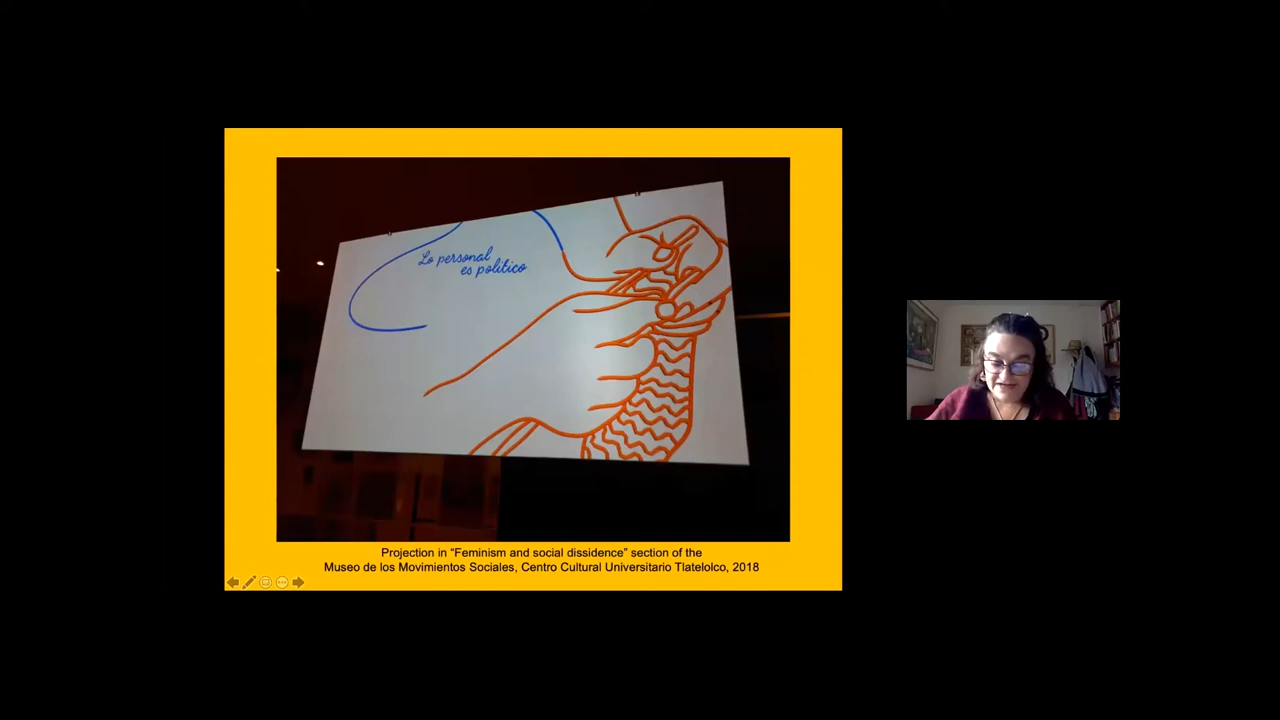 Lo personal
es político
Projection in “Feminism and social dissidence” section of the
Museo de los Movimientos Sociales, Centro Cultural Universitario Tlatelolco, 2018